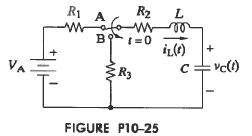 R1 A R2 L
B t = 0 iL(t)
+ +
VA R3 C vC(t)
− −
FIGURE P10-25